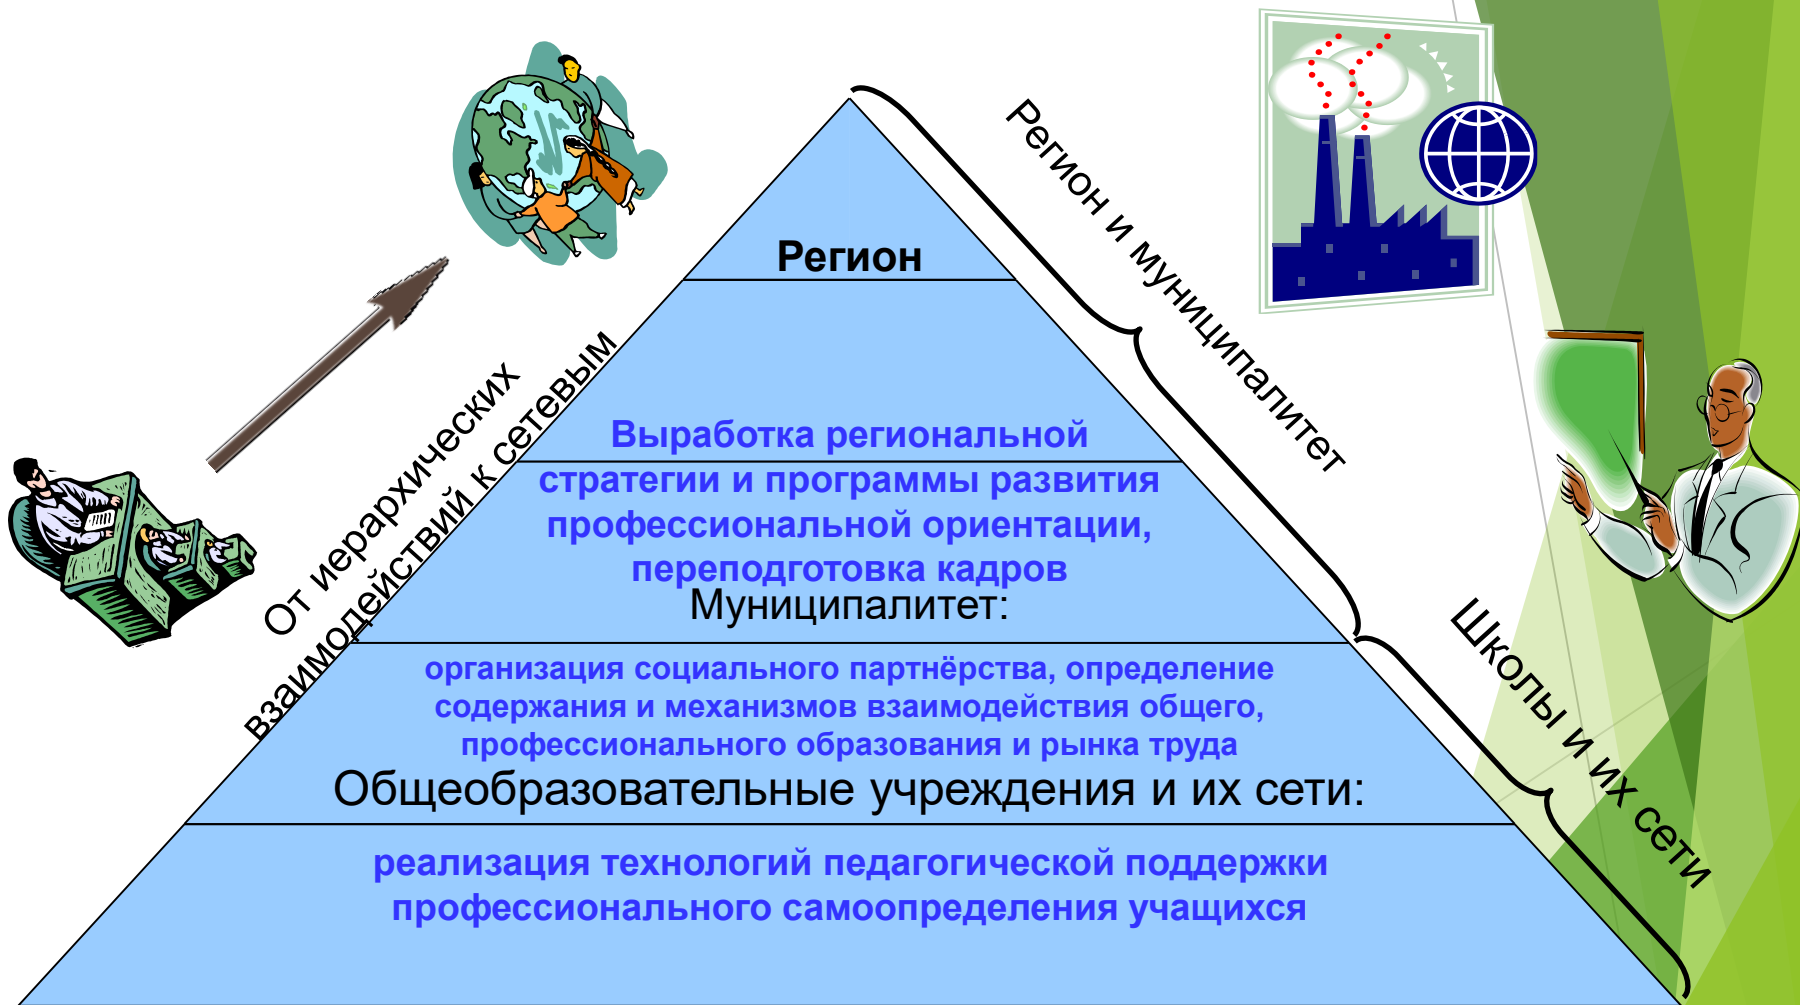 Регион
Выработка региональной
стратегии и программы развития
профессиональной ориентации,
переподготовка кадров
Муниципалитет:
организация социального партнёрства, определение
содержания и механизмов взаимодействия общего,
профессионального образования и рынка труда
Общеобразовательные учреждения и их сети:
реализация технологий педагогической поддержки
профессионального самоопределения учащихся
От иерархических
взаимодействий к сетевым
Регион и муниципалитет
Школы и их сети